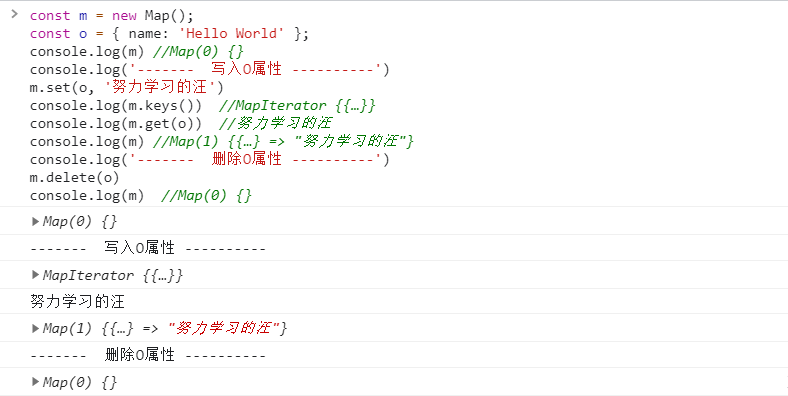 > const m = new Map();
const o = { name: 'Hello World' };
console.log(m) //Map(0) {}
console.log('-------  写入O属性 ----------')
m.set(o, '努力学习的汪')
console.log(m.keys())  //MapIterator {{…}}
console.log(m.get(o))  //努力学习的汪
console.log(m) //Map(1) {{…} => "努力学习的汪"}
console.log('-------  删除O属性 ----------')
m.delete(o)
console.log(m)  //Map(0) {}
▶Map(0) {}
-------  写入O属性 ----------
▶MapIterator {{…}}
努力学习的汪
▶Map(1) {{…} => "努力学习的汪"}
-------  删除O属性 ----------
▶Map(0) {}